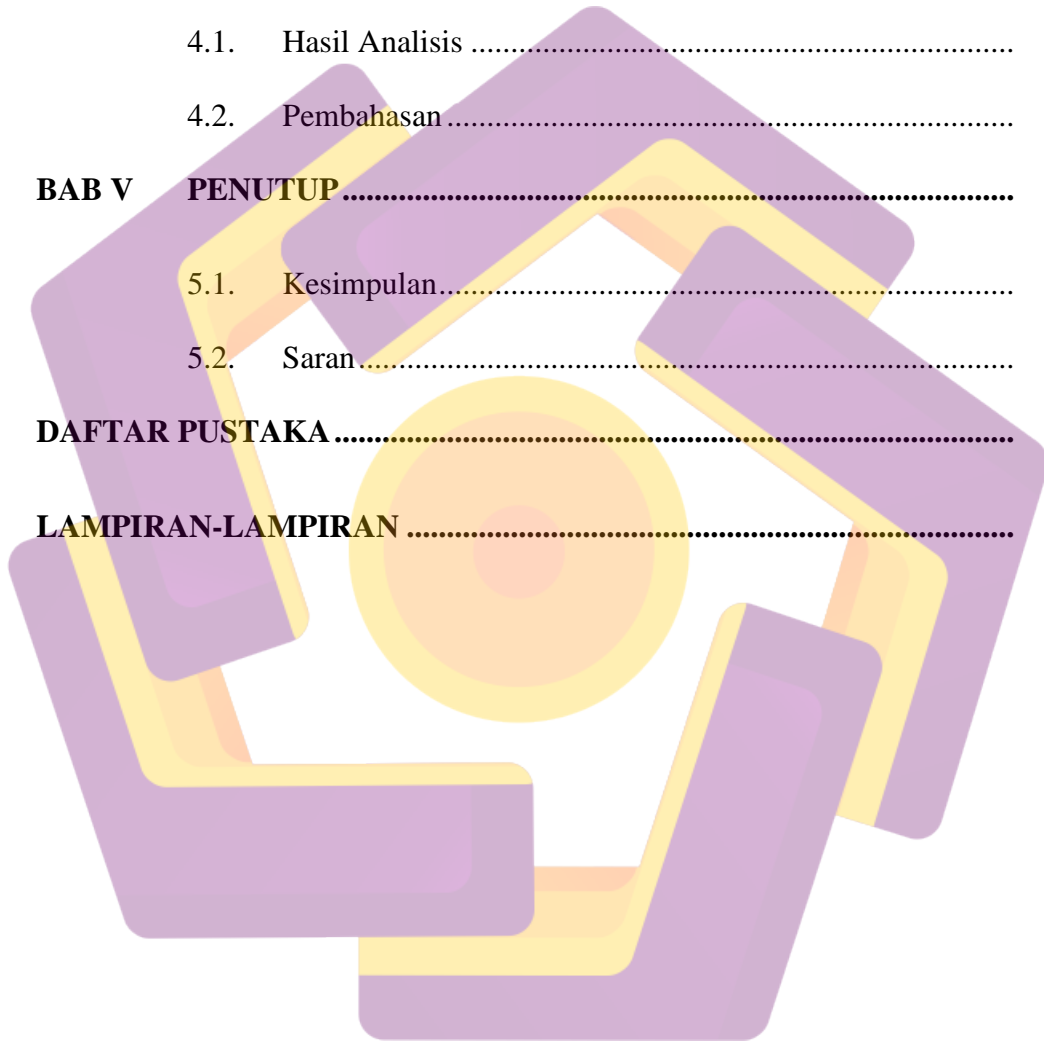 4.1. Hasil Analisis ....................................................................
4.2. Pembahasan .......................................................................
BAB V PENUTUP ....................................................................................
5.1. Kesimpulan........................................................................
5.2. Saran..................................................................................
DAFTAR PUSTAKA .....................................................................................
LAMPIRAN-LAMPIRAN ............................................................................